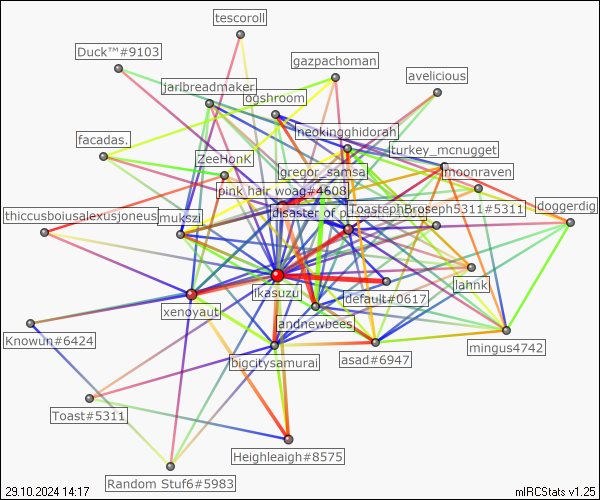 tescoroll
Duck™#9103
gazpachoman
avelicious
jarlbreadmaker
ogshroom
neokingghidorah
facadas.
turkey_mcnugget
ZeeHonK
gregor_samsa
moonraven
pink hair woag#4608
thiccusboiusalexusjoneus
mukszi
disaster of
ToastephBroseph5311#5311
doggerdig
ikasuzu
lahnk
default#0617
xenoyaut
andnewbees
Knowun#6424
bigcitysamurai
asad#6947
mingus4742
Toast#5311
Heighleaigh#8575
Random Stuf6#5983
29.10.2024 14:17
mIRCStats v1.25